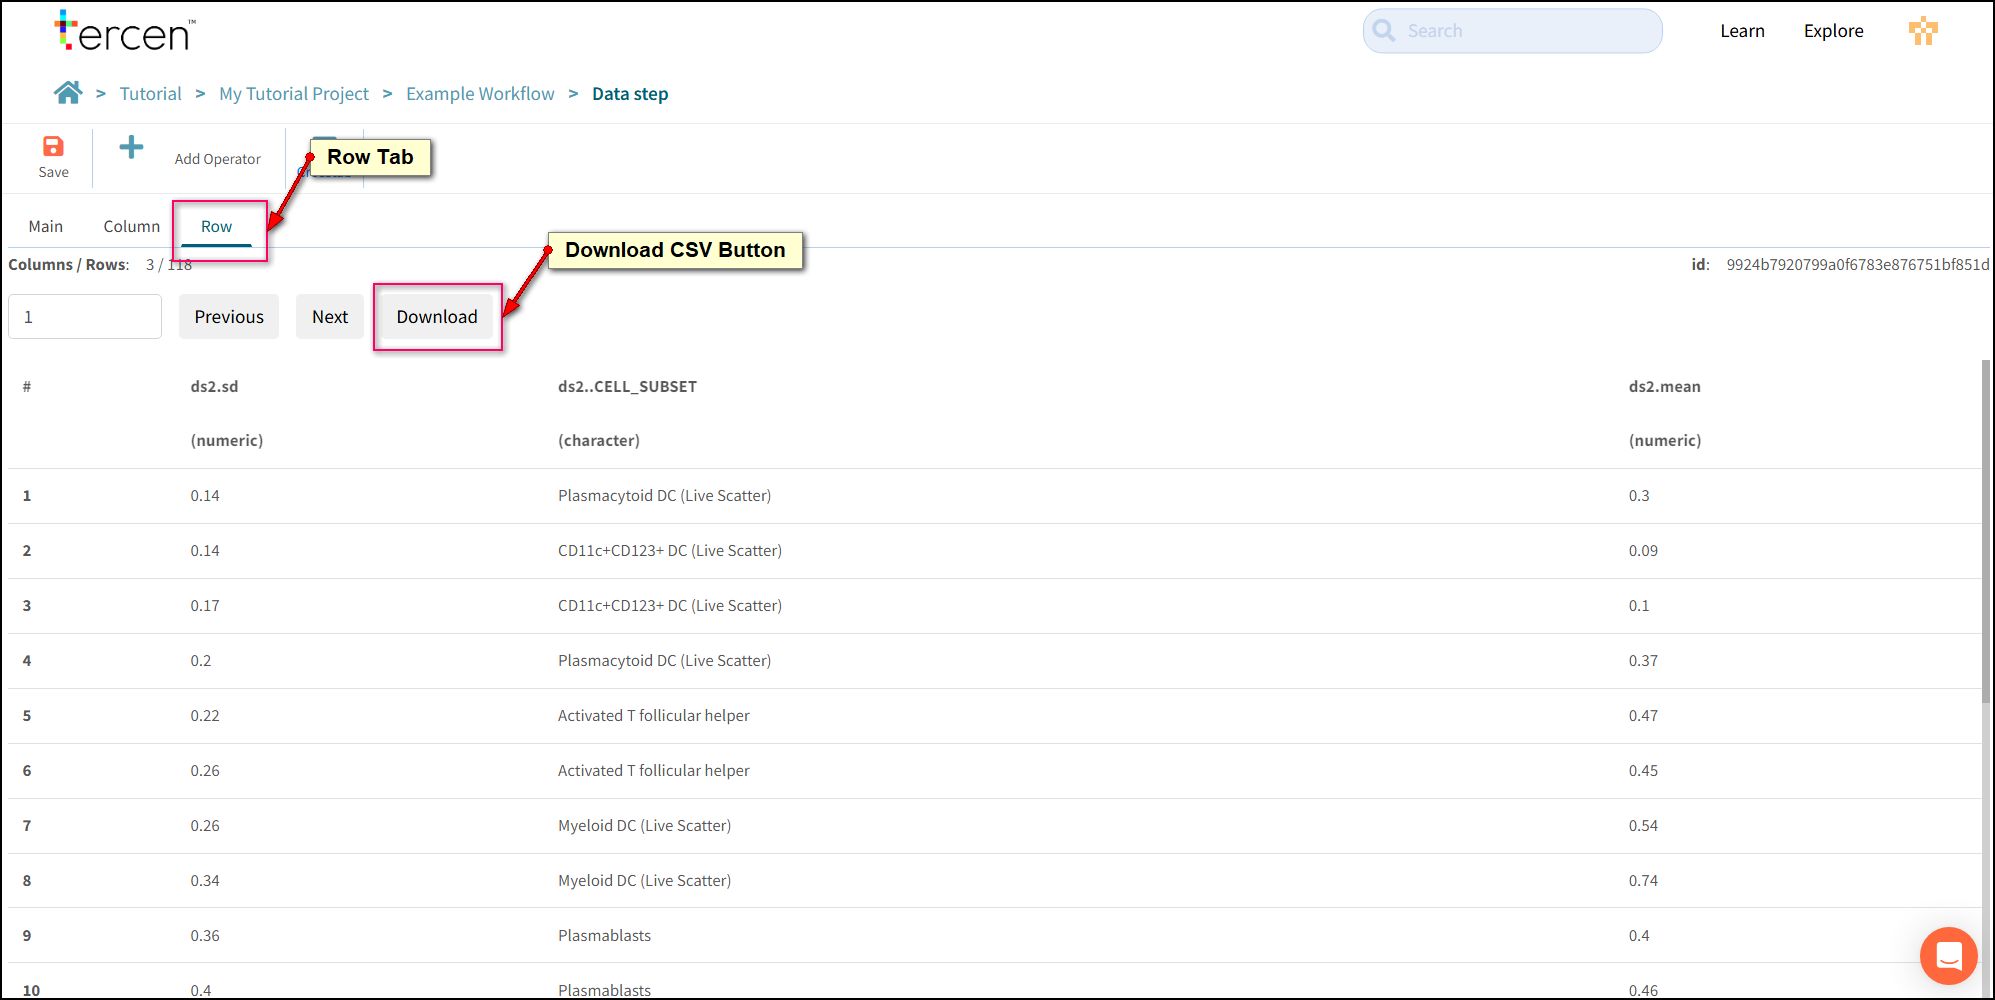 tercen™
Search
Learn
Explore
> Tutorial > My Tutorial Project > Example Workflow > Data step
Save
Add Operator
Row Tab
Main
Column
Row
Download CSV Button
Columns / Rows: 3 / 118
id: 9924b7920799a0f6783e876751bf851d
1
Previous
Next
Download
# ds2.sd ds2..CELL_SUBSET ds2.mean
(numeric) (character) (numeric)
1 0.14 Plasmacytoid DC (Live Scatter) 0.3
2 0.14 CD11c+CD123+ DC (Live Scatter) 0.09
3 0.17 CD11c+CD123+ DC (Live Scatter) 0.1
4 0.2 Plasmacytoid DC (Live Scatter) 0.37
5 0.22 Activated T follicular helper 0.47
6 0.26 Activated T follicular helper 0.45
7 0.26 Myeloid DC (Live Scatter) 0.54
8 0.34 Myeloid DC (Live Scatter) 0.74
9 0.36 Plasmablasts 0.4
10 0.4 Plasmablasts 0.46